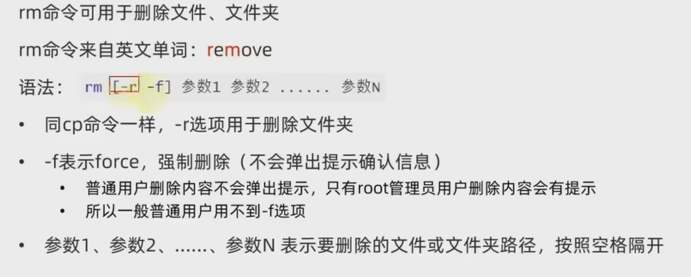 rm命令可用于删除文件、文件夹
rm命令来自英文单词：remove
语法： rm [-r -f] 参数1 参数2 ...... 参数N
• 同cp命令一样，-r选项用于删除文件夹
• -f表示force，强制删除（不会弹出提示确认信息）
• 普通用户删除内容不会弹出提示，只有root管理员用户删除内容会有提示
• 所以一般普通用户用不到-f选项
• 参数1、参数2、......、参数N 表示要删除的文件或文件夹路径，按照空格隔开